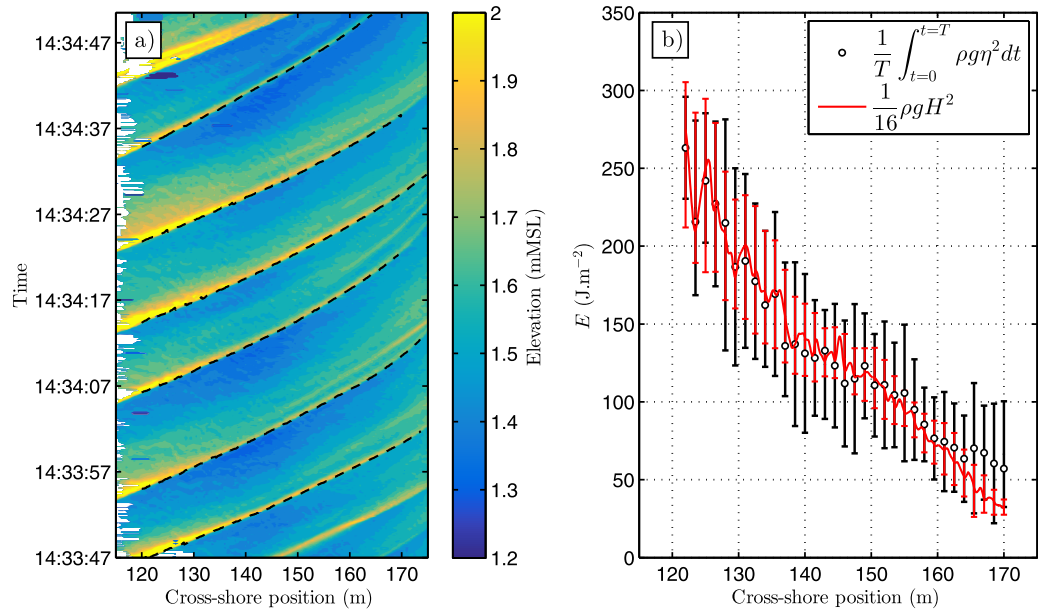 a)
Time
14:34:47
14:34:37
14:34:27
14:34:17
14:34:07
14:33:57
14:33:47
120 130 140 150 160 170
Cross-shore position (m)
2
1.9
1.8
1.7
1.6
1.5
1.4
1.3
1.2
Elevation (mMSL)
b)
E (J.m⁻²)
350
300
250
200
150
100
50
0
120 130 140 150 160 170
Cross-shore position (m)
1/T ∫_{t=0}^{t=T} ρgη²dt
1/16 ρgH²